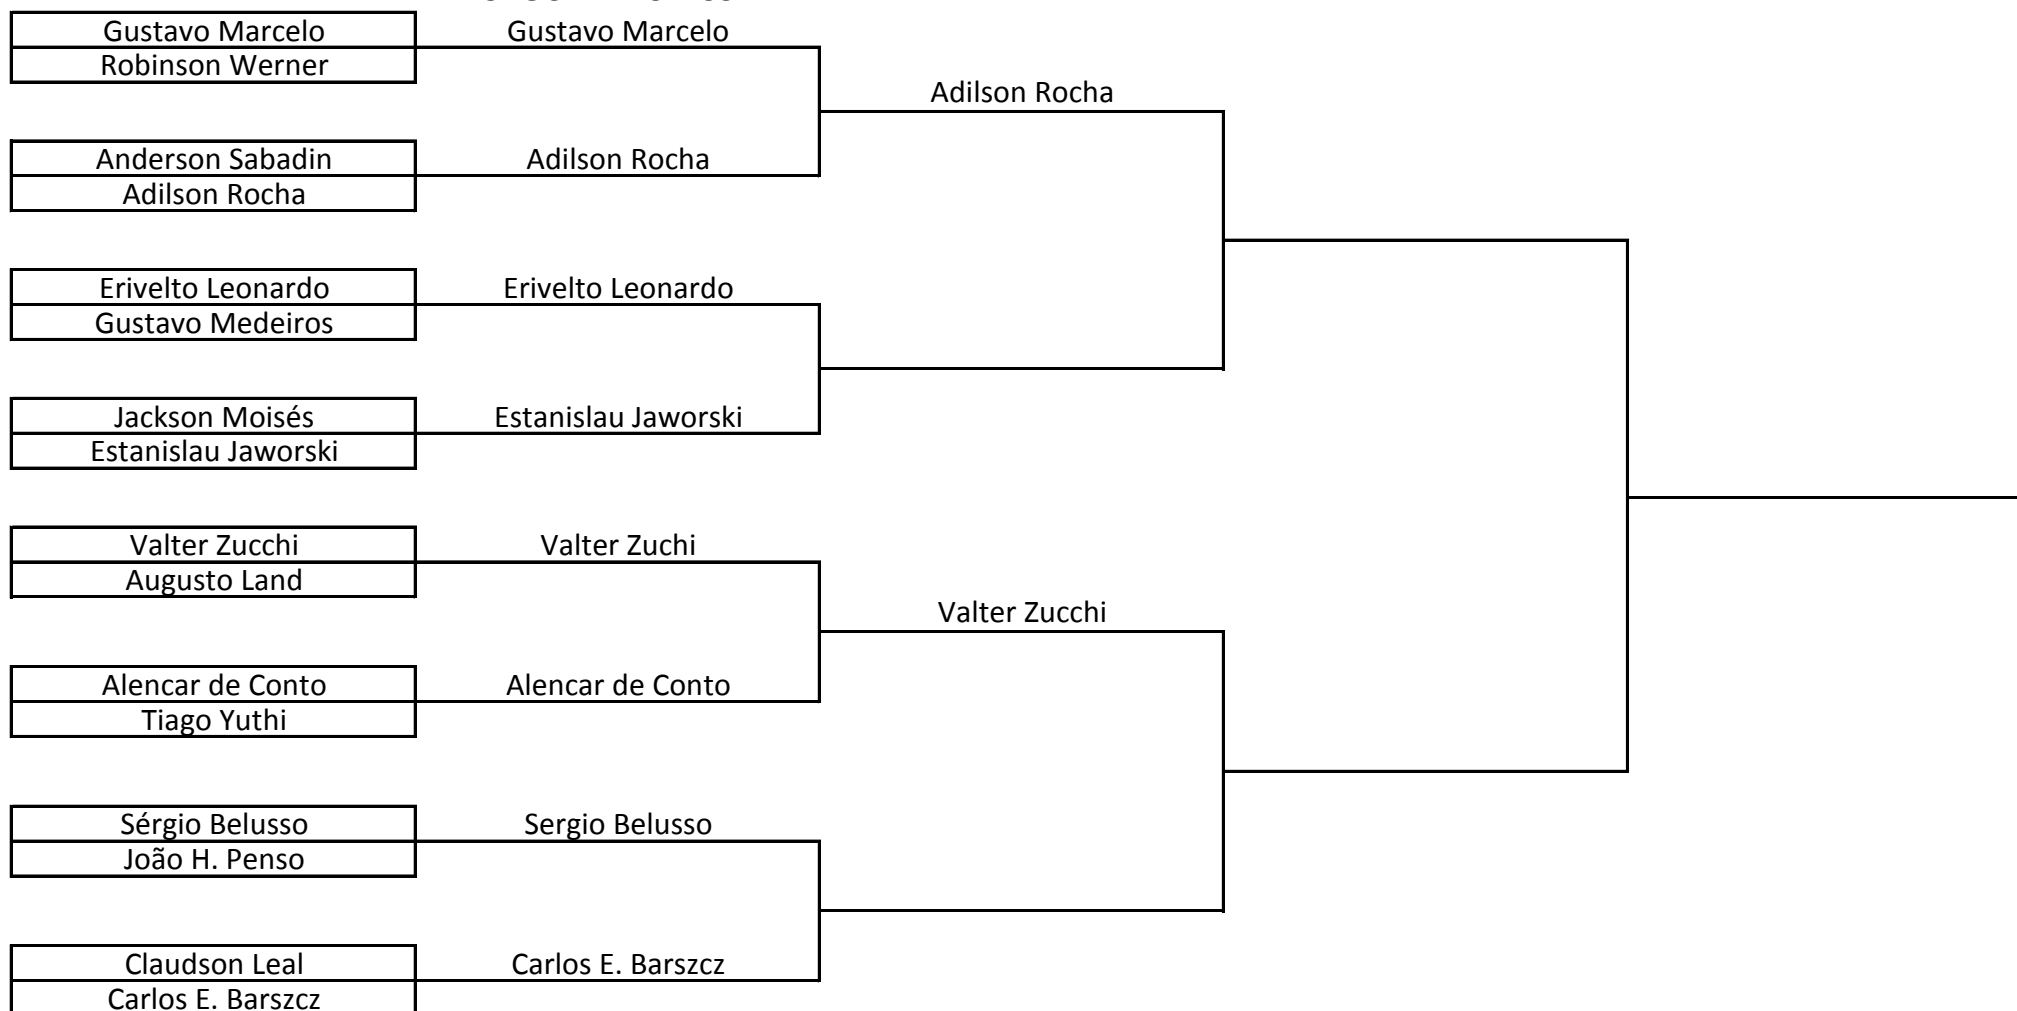 Gustavo Marcelo
Gustavo Marcelo
Robinson Werner
Adilson Rocha
Anderson Sabadin
Adilson Rocha
Adilson Rocha
Erivelto Leonardo
Erivelto Leonardo
Gustavo Medeiros
Jackson Moisés
Estanislau Jaworski
Estanislau Jaworski
Valter Zucchi
Valter Zuchi
Augusto Land
Valter Zucchi
Alencar de Conto
Alencar de Conto
Tiago Yuthi
Sérgio Belusso
Sergio Belusso
João H. Penso
Claudson Leal
Carlos E. Barszcz
Carlos E. Barszcz